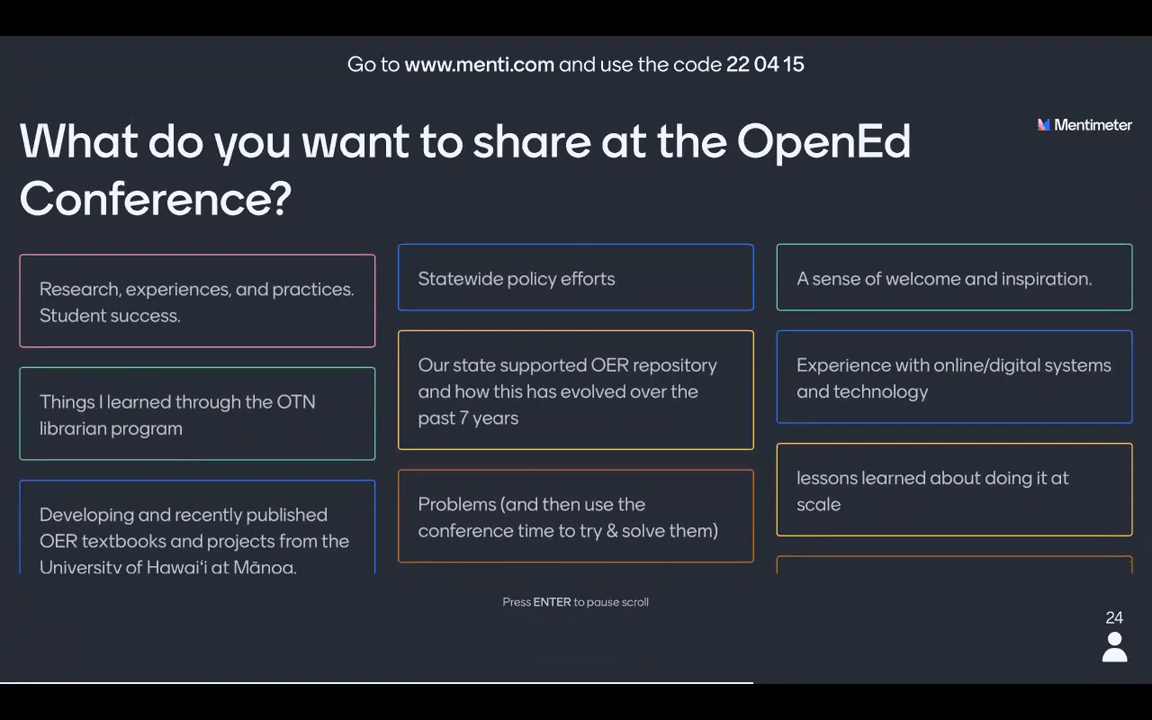 Go to www.menti.com and use the code 22 04 15
Mentimeter
What do you want to share at the OpenEd
Conference?
Research, experiences, and practices.
Student success.
Things I learned through the OTN
librarian program
Developing and recently published
OER textbooks and projects from the
University of Hawaiʻi at Mānoa.
Statewide policy efforts
Our state supported OER repository
and how this has evolved over the
past 7 years
Problems (and then use the
conference time to try & solve them)
A sense of welcome and inspiration.
Experience with online/digital systems
and technology
lessons learned about doing it at
scale
Press ENTER to pause scroll
24